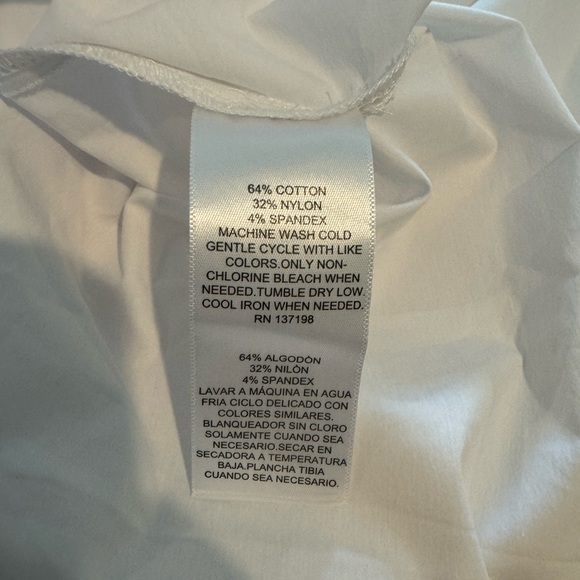 64% COTTON
32% NYLON
4% SPANDEX
MACHINE WASH COLD
GENTLE CYCLE WITH LIKE
COLORS.ONLY NON-
CHLORINE BLEACH WHEN
NEEDED.TUMBLE DRY LOW.
COOL IRON WHEN NEEDED.
RN 137198
64% ALGODÓN
32% NILÓN
4% SPANDEX
LAVAR A MÁQUINA EN AGUA
FRIA CICLO DELICADO CON
COLORES SIMILARES.
BLANQUEADOR SIN CLORO
SOLAMENTE CUANDO SEA
NECESARIO.SECAR EN
SECADORA A TEMPERATURA
BAJA.PLANCHA TIBIA
CUANDO SEA NECESARIO.